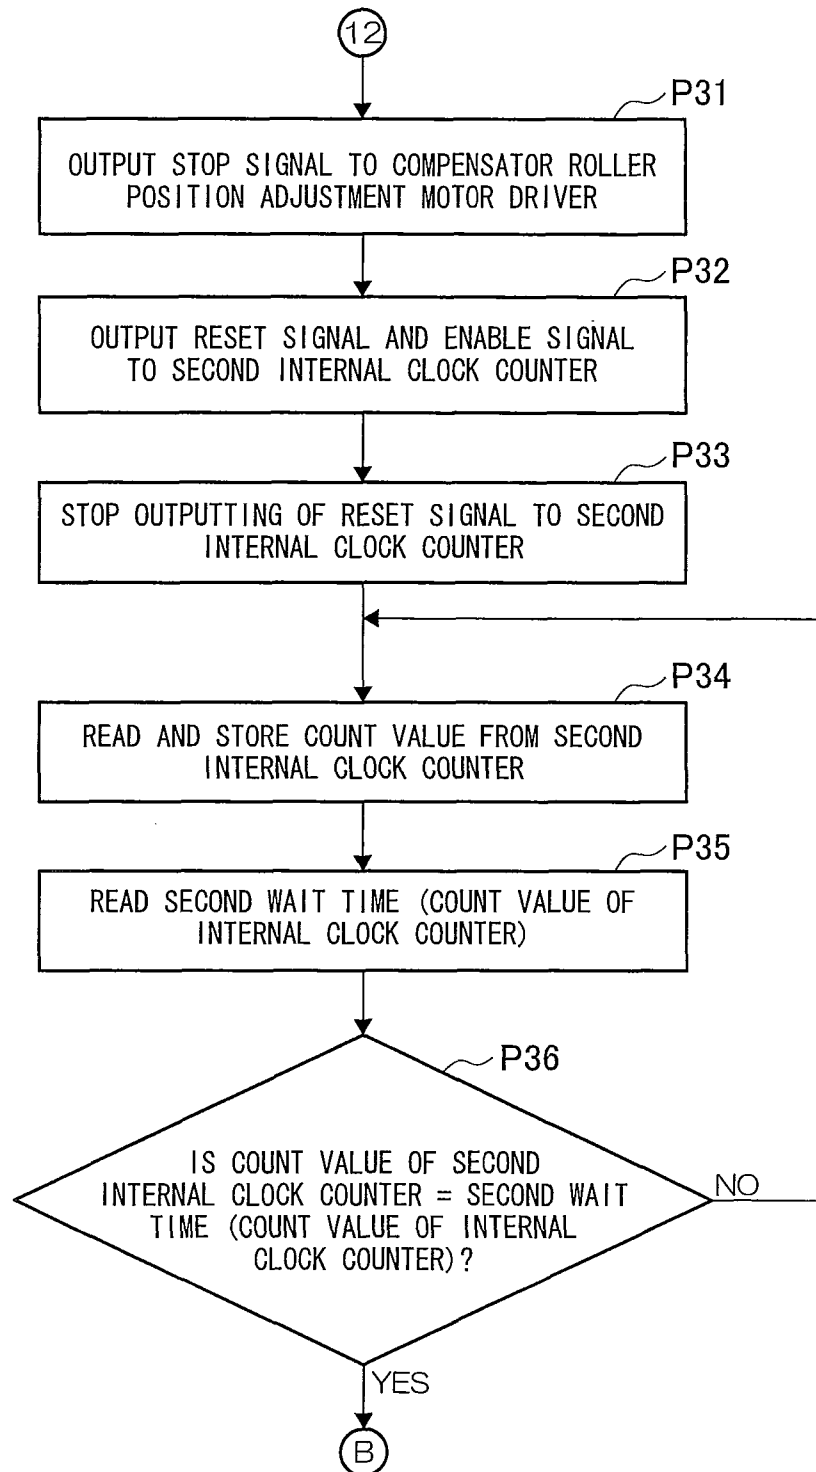 12
P31
OUTPUT STOP SIGNAL TO COMPENSATOR ROLLER
POSITION ADJUSTMENT MOTOR DRIVER
P32
OUTPUT RESET SIGNAL AND ENABLE SIGNAL
TO SECOND INTERNAL CLOCK COUNTER
P33
STOP OUTPUTTING OF RESET SIGNAL TO SECOND
INTERNAL CLOCK COUNTER
P34
READ AND STORE COUNT VALUE FROM SECOND
INTERNAL CLOCK COUNTER
P35
READ SECOND WAIT TIME (COUNT VALUE OF
INTERNAL CLOCK COUNTER)
P36
IS COUNT VALUE OF SECOND
INTERNAL CLOCK COUNTER = SECOND WAIT
TIME (COUNT VALUE OF INTERNAL
CLOCK COUNTER)?
NO
YES
B